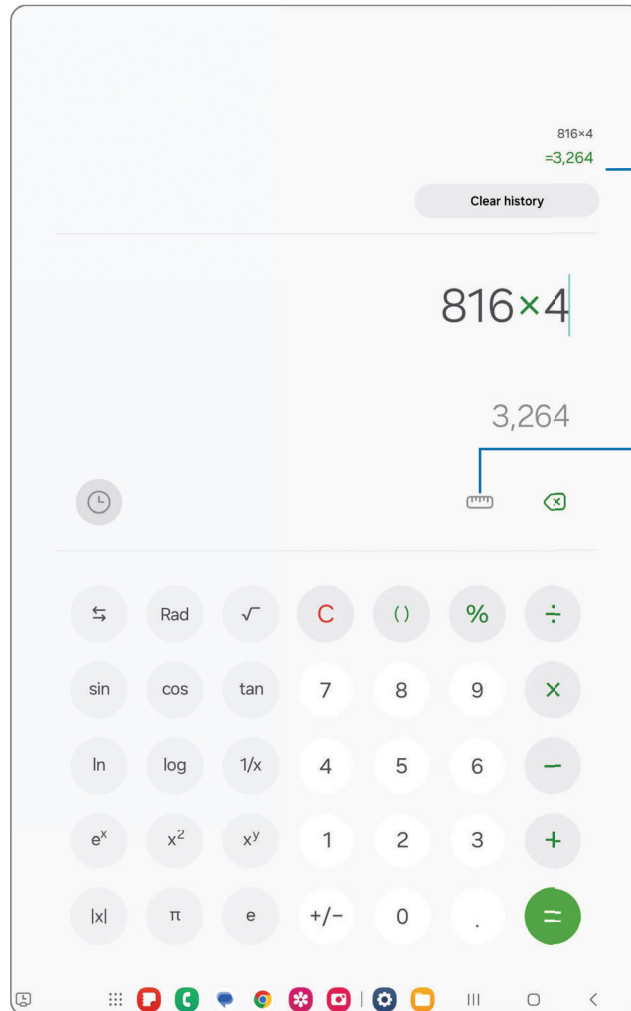 816×4
=3,264
Clear history
816×4
3,264
Rad √ C ( ) % ÷
sin cos tan 7 8 9 ×
ln log 1/x 4 5 6 −
eˣ x² xʸ 1 2 3 +
|x| π e +/− 0 . =